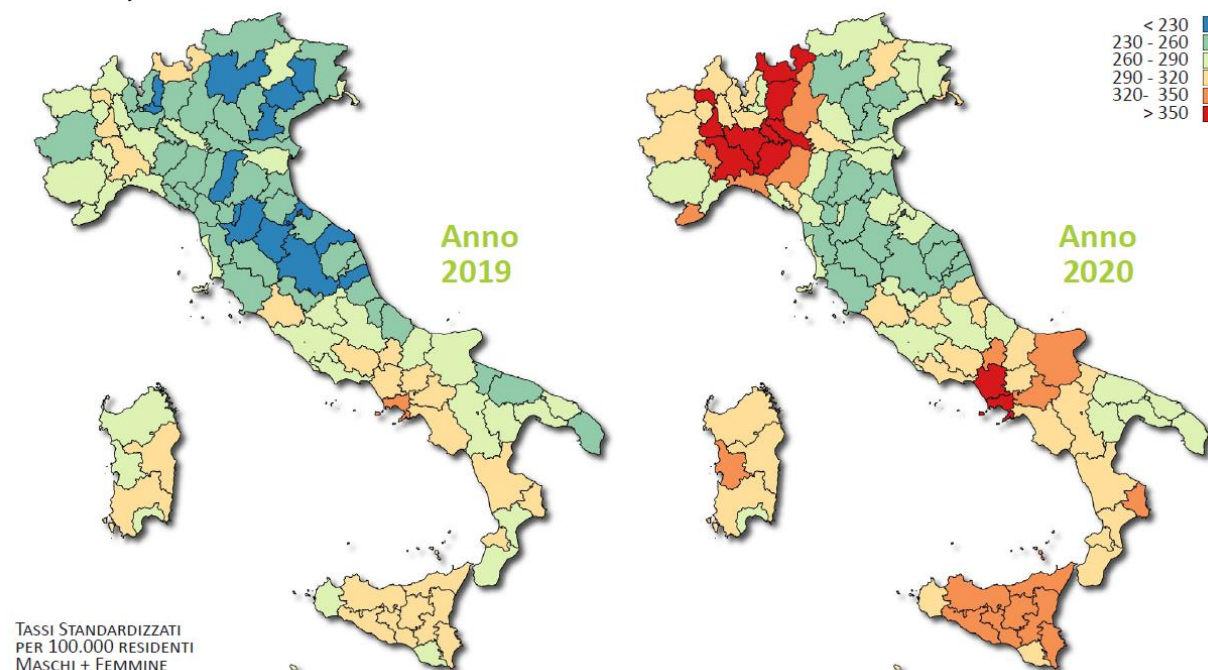 Anno
2019
Anno
2020
< 230
230 - 260
260 - 290
290 - 320
320- 350
> 350
TASSI STANDARDIZZATI
PER 100.000 RESIDENTI
MASCHI + FEMMINE